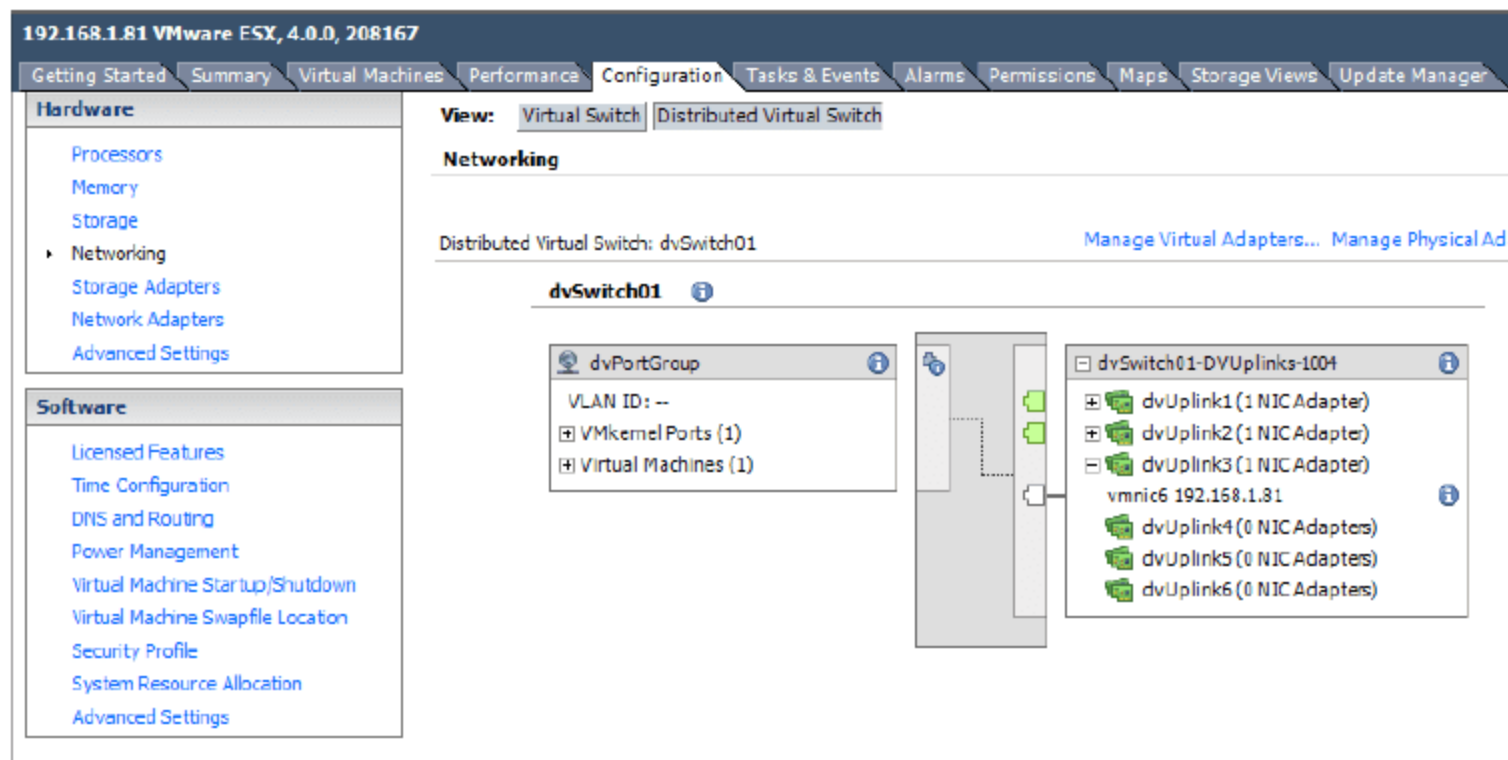 192.168.1.81 VMware ESX, 4.0.0, 208167
Getting Started Summary Virtual Machines Performance Configuration Tasks & Events Alarms Permissions Maps Storage Views Update Manager
Hardware
Processors
Memory
Storage
Networking
Storage Adapters
Network Adapters
Advanced Settings
Software
Licensed Features
Time Configuration
DNS and Routing
Power Management
Virtual Machine Startup/Shutdown
Virtual Machine Swapfile Location
Security Profile
System Resource Allocation
Advanced Settings
View: Virtual Switch Distributed Virtual Switch
Networking
Distributed Virtual Switch: dvSwitch01 Manage Virtual Adapters... Manage Physical Ad
dvSwitch01
dvPortGroup
VLAN ID: --
VMkernel Ports (1)
Virtual Machines (1)
dvSwitch01-DVUplinks-1004
dvUplink1 (1 NIC Adapter)
dvUplink2 (1 NIC Adapter)
dvUplink3 (1 NIC Adapter)
vmnic6 192.168.1.81
dvUplink4 (0 NIC Adapters)
dvUplink5 (0 NIC Adapters)
dvUplink6 (0 NIC Adapters)